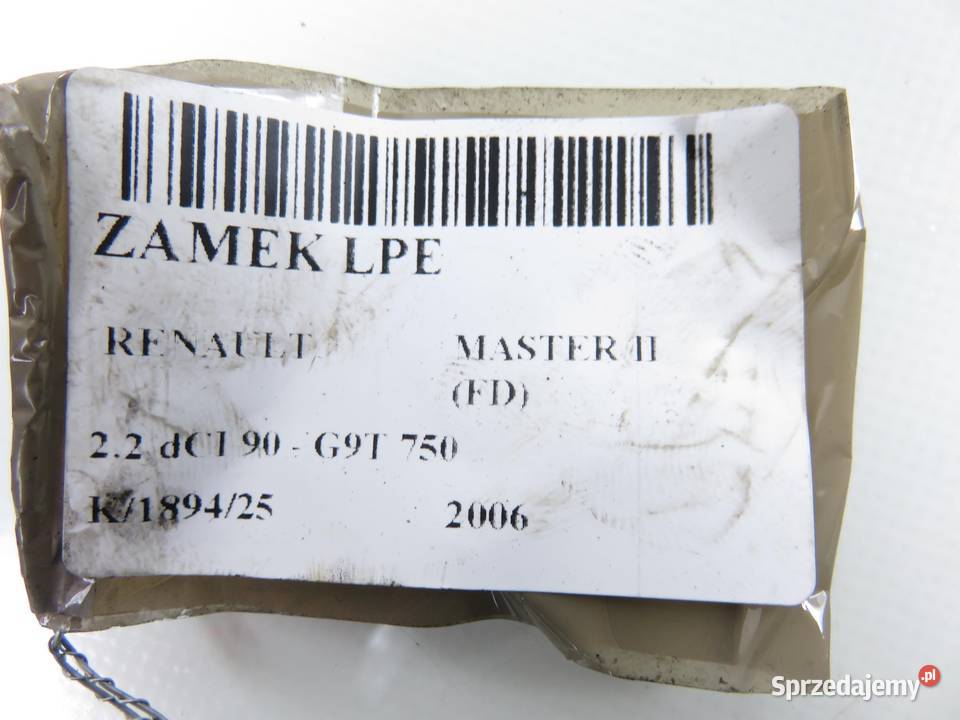 ZAMEK LPE
RENAULT MASTER II
(FD)
2.2 dCI 90 - G9T 750
K/1894/25 2006
Sprzedajemy.pl